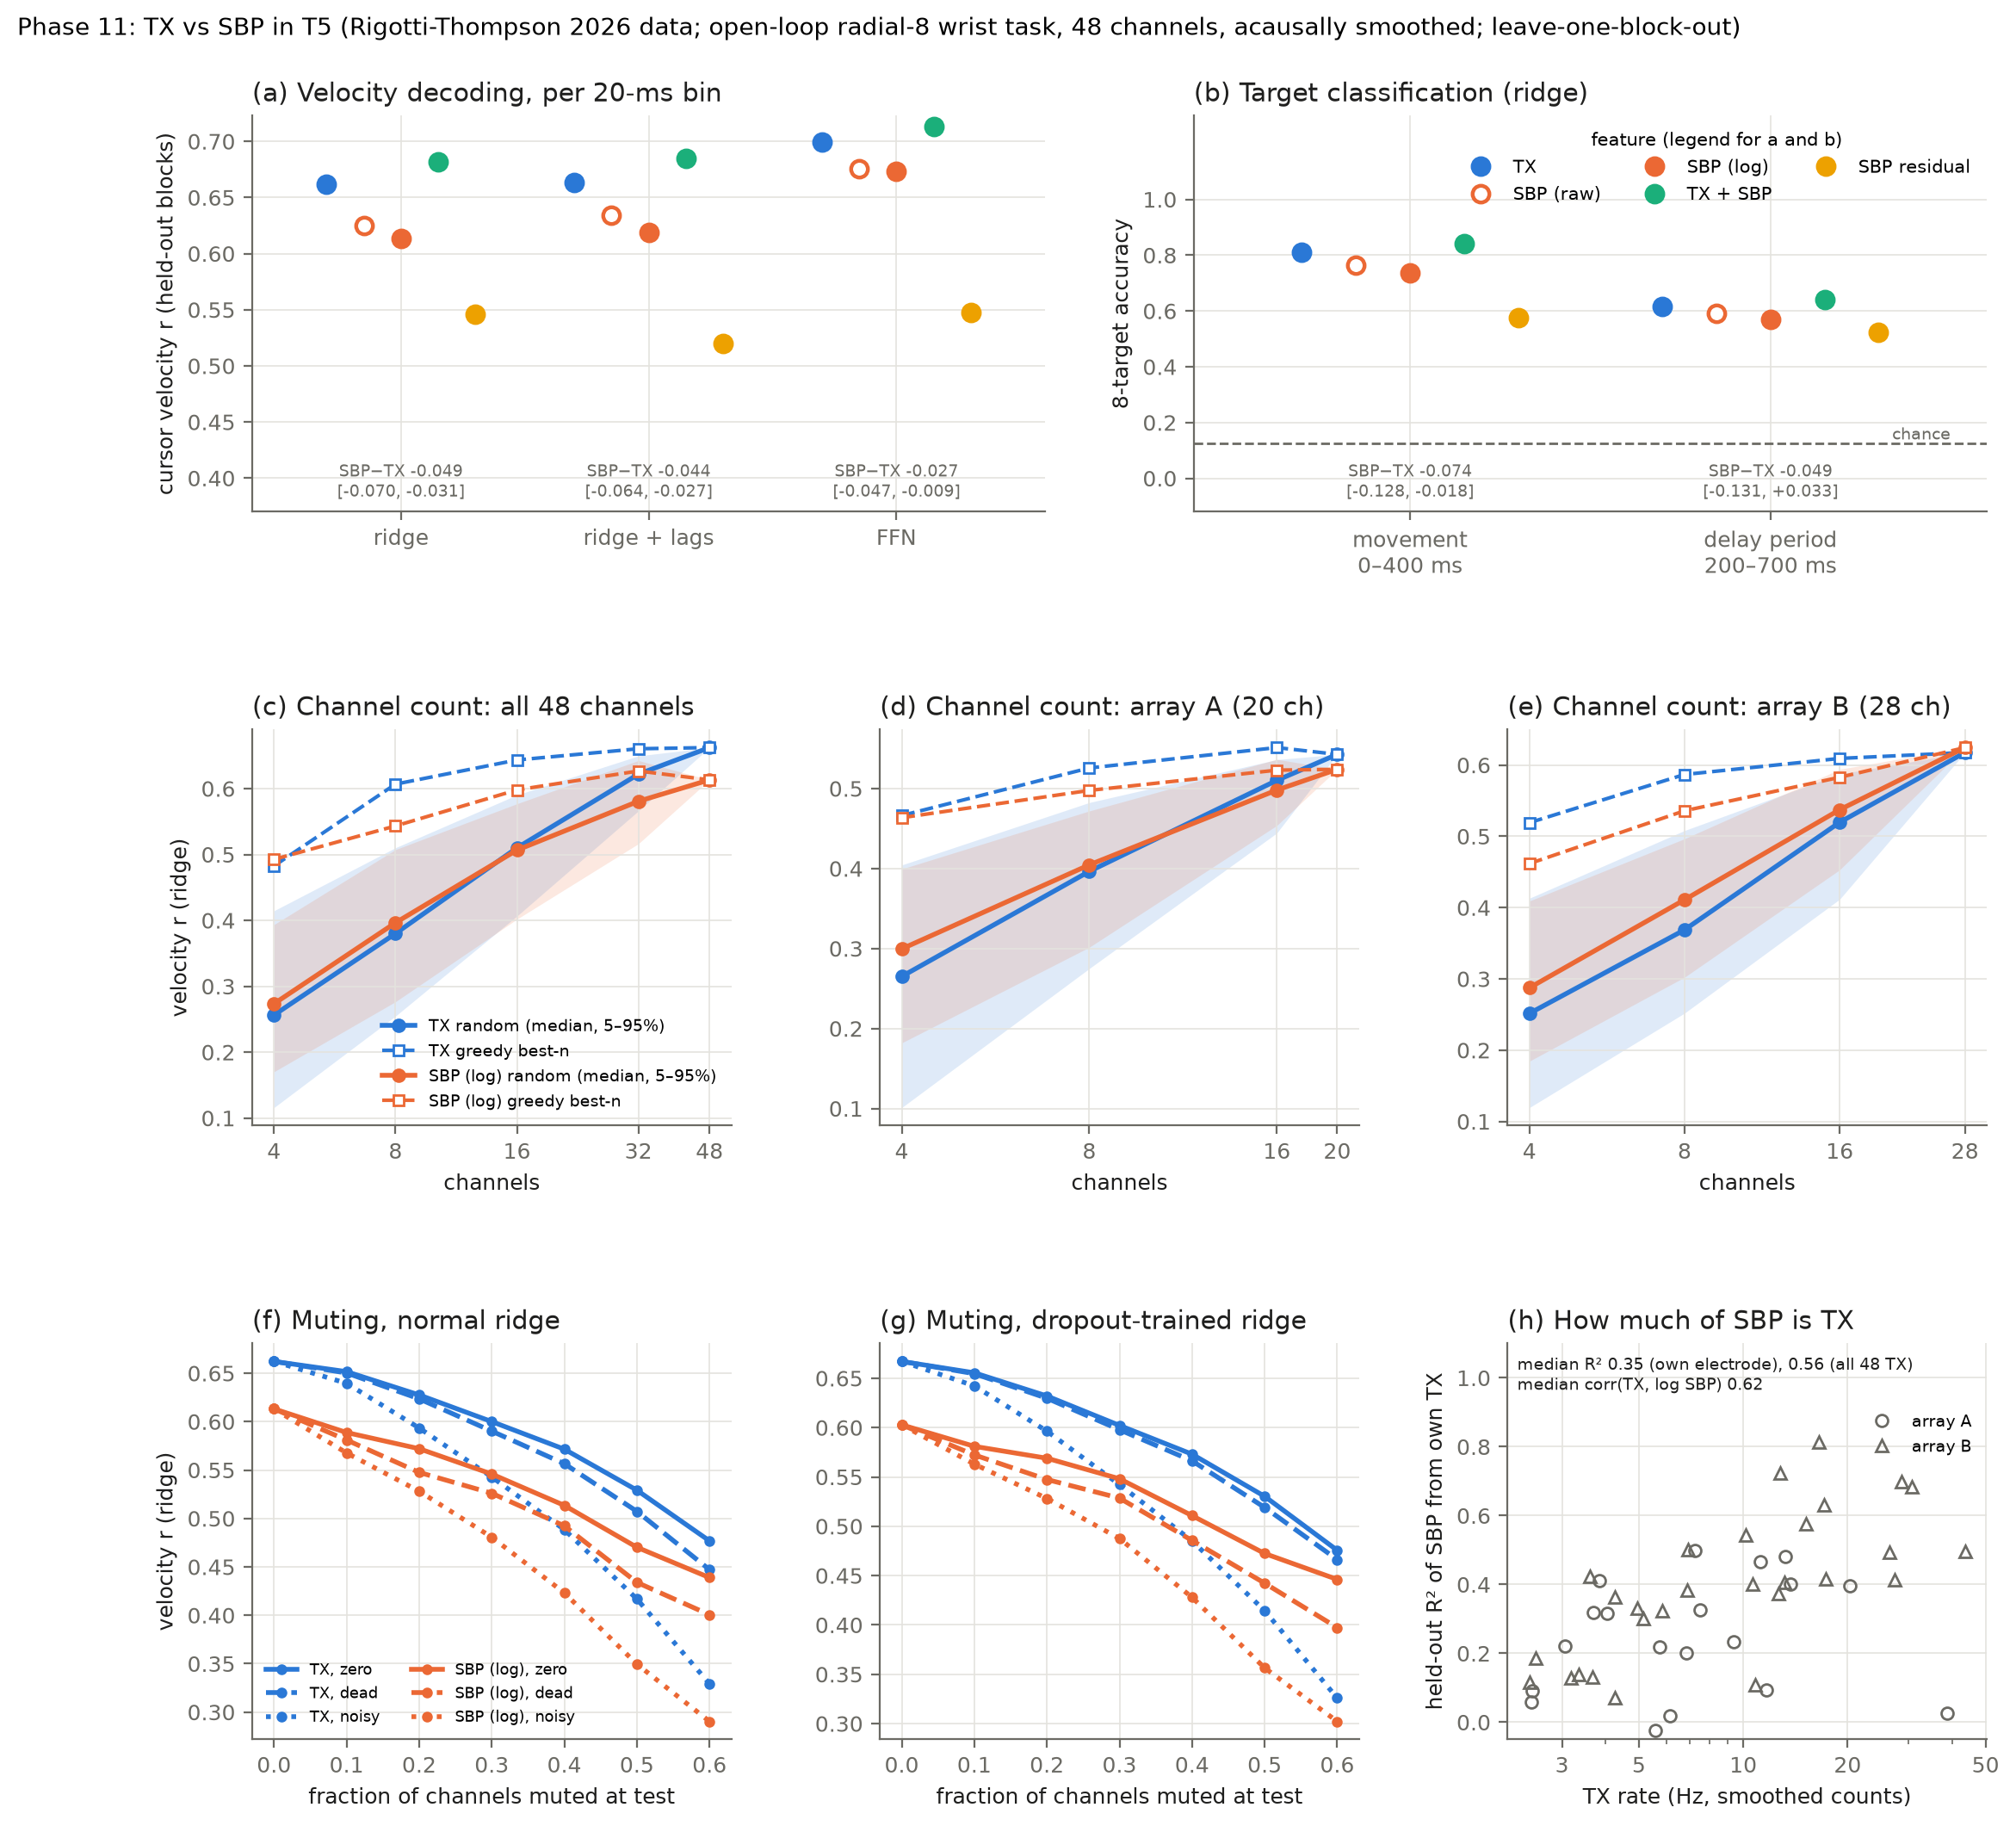 Phase 11: TX vs SBP in T5 (Rigotti-Thompson 2026 data; open-loop radial-8 wrist task, 48 channels, acausally smoothed; leave-one-block-out)
(a) Velocity decoding, per 20-ms bin
cursor velocity r (held-out blocks)
0.70
0.65
0.60
0.55
0.50
0.45
0.40
SBP−TX -0.049
[-0.070, -0.031]
SBP−TX -0.044
[-0.064, -0.027]
SBP−TX -0.027
[-0.047, -0.009]
ridge
ridge + lags
FFN
(b) Target classification (ridge)
8-target accuracy
feature (legend for a and b)
TX
SBP (raw)
SBP (log)
TX + SBP
SBP residual
1.0
0.8
0.6
0.4
0.2
0.0
chance
SBP−TX -0.074
[-0.128, -0.018]
SBP−TX -0.049
[-0.131, +0.033]
movement
0–400 ms
delay period
200–700 ms
(c) Channel count: all 48 channels
velocity r (ridge)
0.6
0.5
0.4
0.3
0.2
0.1
TX random (median, 5–95%)
TX greedy best-n
SBP (log) random (median, 5–95%)
SBP (log) greedy best-n
4 8 16 32 48
channels
(d) Channel count: array A (20 ch)
0.5
0.4
0.3
0.2
0.1
4 8 16 20
channels
(e) Channel count: array B (28 ch)
0.6
0.5
0.4
0.3
0.2
0.1
4 8 16 28
channels
(f) Muting, normal ridge
velocity r (ridge)
0.65
0.60
0.55
0.50
0.45
0.40
0.35
0.30
TX, zero
TX, dead
TX, noisy
SBP (log), zero
SBP (log), dead
SBP (log), noisy
0.0 0.1 0.2 0.3 0.4 0.5 0.6
fraction of channels muted at test
(g) Muting, dropout-trained ridge
0.65
0.60
0.55
0.50
0.45
0.40
0.35
0.30
0.0 0.1 0.2 0.3 0.4 0.5 0.6
fraction of channels muted at test
(h) How much of SBP is TX
held-out R² of SBP from own TX
median R² 0.35 (own electrode), 0.56 (all 48 TX)
median corr(TX, log SBP) 0.62
array A
array B
1.0
0.8
0.6
0.4
0.2
0.0
3 5 10 20 50
TX rate (Hz, smoothed counts)